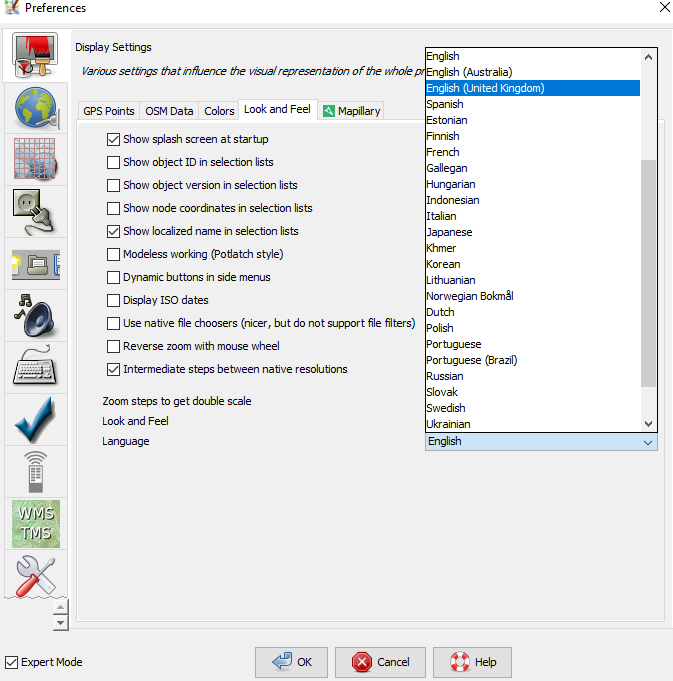 Preferences
Display Settings
Various settings that influence the visual representation of the whole pr
GPS Points
OSM Data
Colors
Look and Feel
Mapillary
Show splash screen at startup
Show object ID in selection lists
Show object version in selection lists
Show node coordinates in selection lists
Show localized name in selection lists
Modeless working (Potlatch style)
Dynamic buttons in side menus
Display ISO dates
Use native file choosers (nicer, but do not support file filters)
Reverse zoom with mouse wheel
Intermediate steps between native resolutions
Zoom steps to get double scale
Look and Feel
Language
English
English (Australia)
English (United Kingdom)
Spanish
Estonian
Finnish
French
Gallegan
Hungarian
Indonesian
Italian
Japanese
Khmer
Korean
Lithuanian
Norwegian Bokmål
Dutch
Polish
Portuguese
Portuguese (Brazil)
Russian
Slovak
Swedish
Ukrainian
English
WMS
TMS
Expert Mode
OK
Cancel
Help